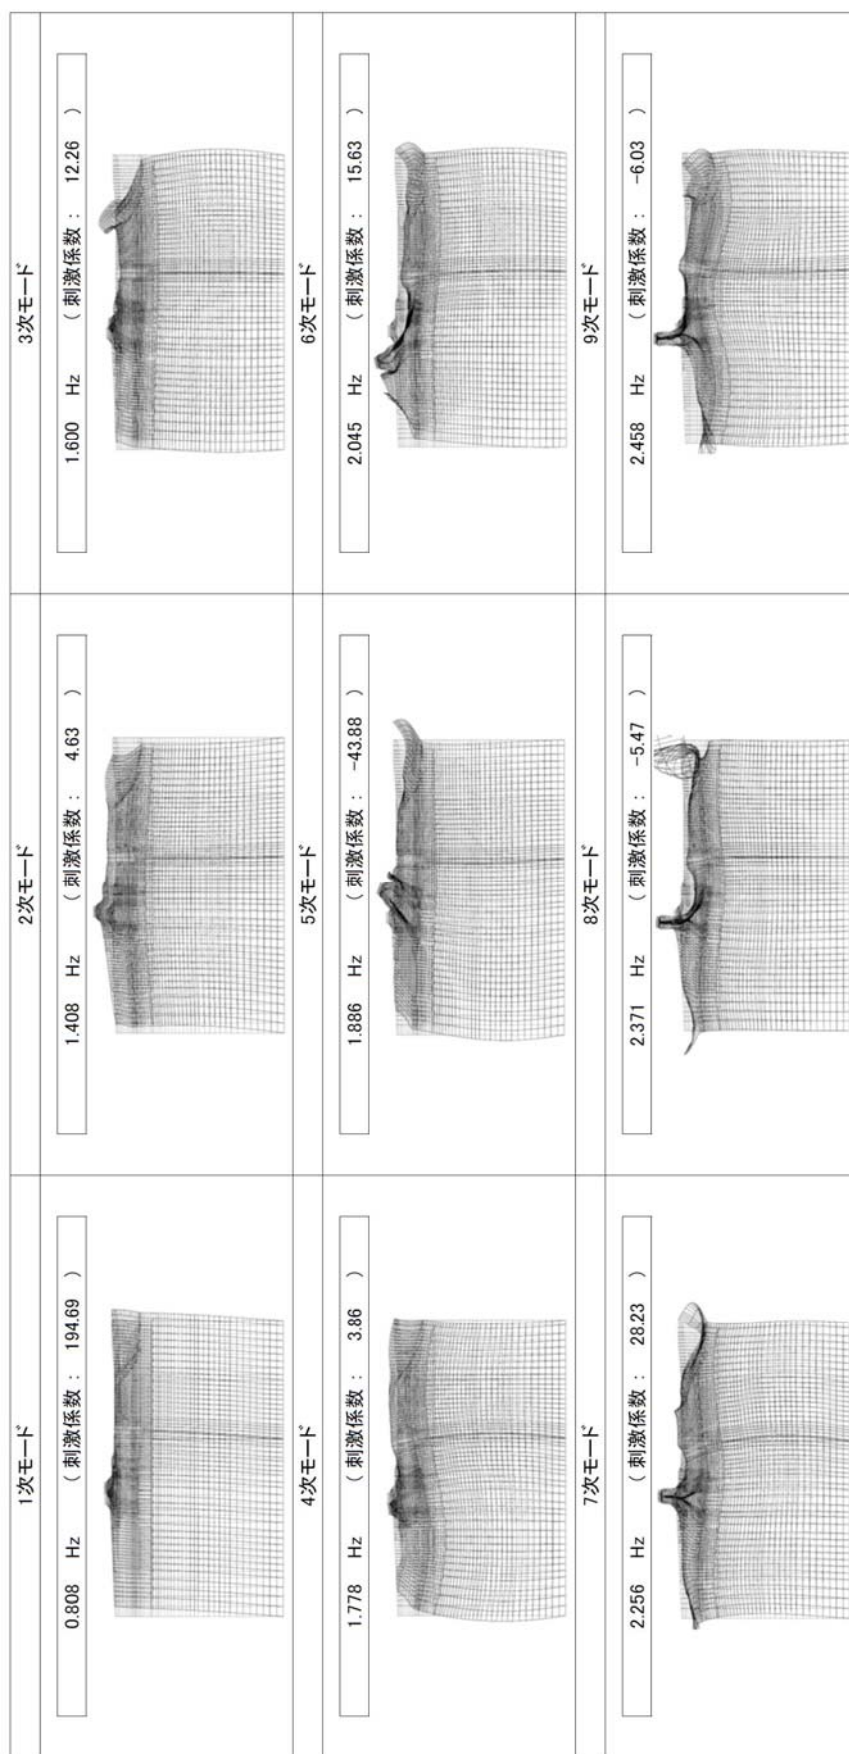 1次モード
0.808 Hz ( 刺激係数 : 194.69 )
2次モード
1.408 Hz ( 刺激係数 : 4.63 )
3次モード
1.600 Hz ( 刺激係数 : 12.26 )
4次モード
1.778 Hz ( 刺激係数 : 3.86 )
5次モード
1.886 Hz ( 刺激係数 : -43.88 )
6次モード
2.045 Hz ( 刺激係数 : 15.63 )
7次モード
2.256 Hz ( 刺激係数 : 28.23 )
8次モード
2.371 Hz ( 刺激係数 : -5.47 )
9次モード
2.458 Hz ( 刺激係数 : -6.03 )